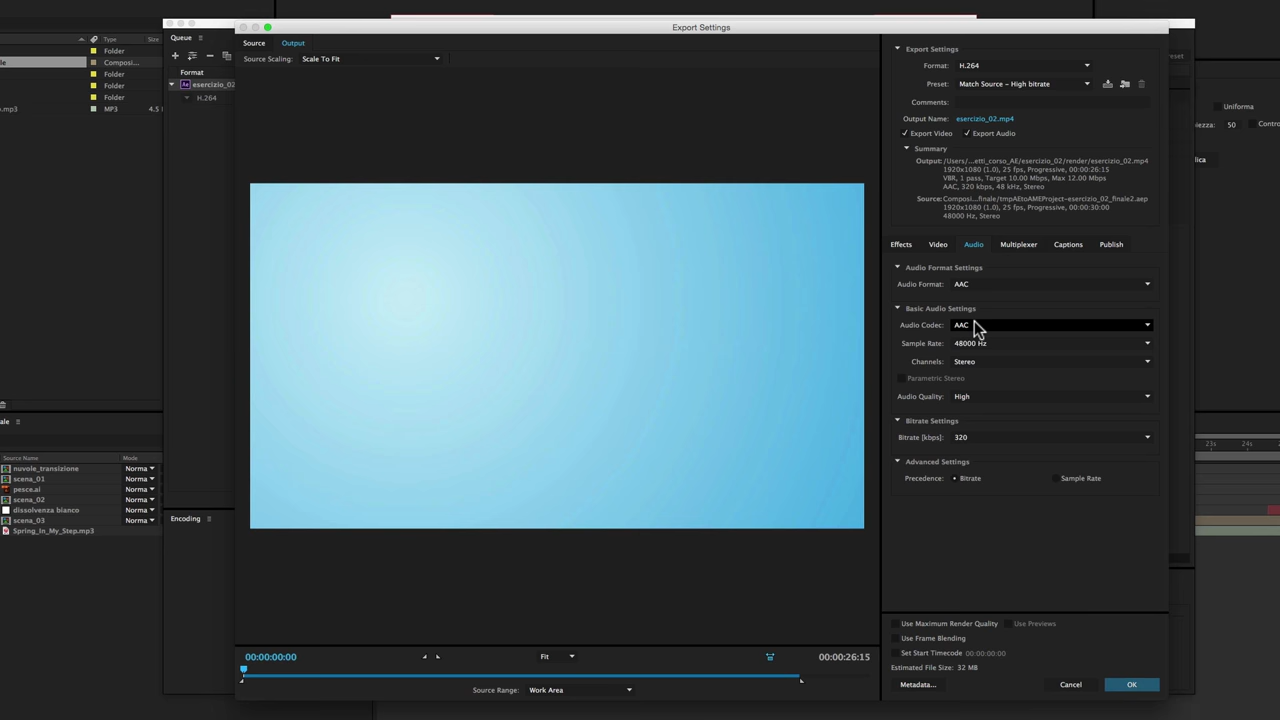 Export Settings
Queue
Source
Output
Source Scaling:
Scale To Fit
Size
Folder
Composi...
Folder
Folder
Folder
.mp3
MP3
4.5
Format
esercizio_02
H.264
Export Settings
Format:
H.264
Preset:
Match Source – High bitrate
Comments:
Output Name:
esercizio_02.mp4
Export Video
Export Audio
Summary
Output: /Users/...etti_corso_AE/esercizio_02/render/esercizio_02.mp4
1920x1080 (1.0), 25 fps, Progressive, 00:00:26:15
VBR, 1 pass, Target 10.00 Mbps, Max 12.00 Mbps
AAC, 320 kbps, 48 kHz, Stereo
Source: Composi...finale/tmpAEtoAMEProject-esercizio_02_finale2.aep
1920x1080 (1.0), 25 fps, Progressive, 00:00:30:00
48000 Hz, Stereo
Effects
Video
Audio
Multiplexer
Captions
Publish
Audio Format Settings
Audio Format:
AAC
Basic Audio Settings
Audio Codec:
AAC
Sample Rate:
48000 Hz
Channels:
Stereo
Parametric Stereo
Audio Quality:
High
Bitrate Settings
Bitrate [kbps]:
320
Advanced Settings
Precedence:
Bitrate
Sample Rate
Use Maximum Render Quality
Use Previews
Use Frame Blending
Set Start Timecode
00:00:00:00
Estimated File Size: 32 MB
Metadata...
Cancel
OK
00:00:00:00
Fit
00:00:26:15
Source Range:
Work Area
Uniforma
50
Contro
23s
24s
Source Name
Mode
nuvole_transizione
Norma
scena_01
Norma
pesce.ai
Norma
scena_02
Norma
dissolvenza bianco
Norma
scena_03
Norma
Spring_In_My_Step.mp3
Encoding